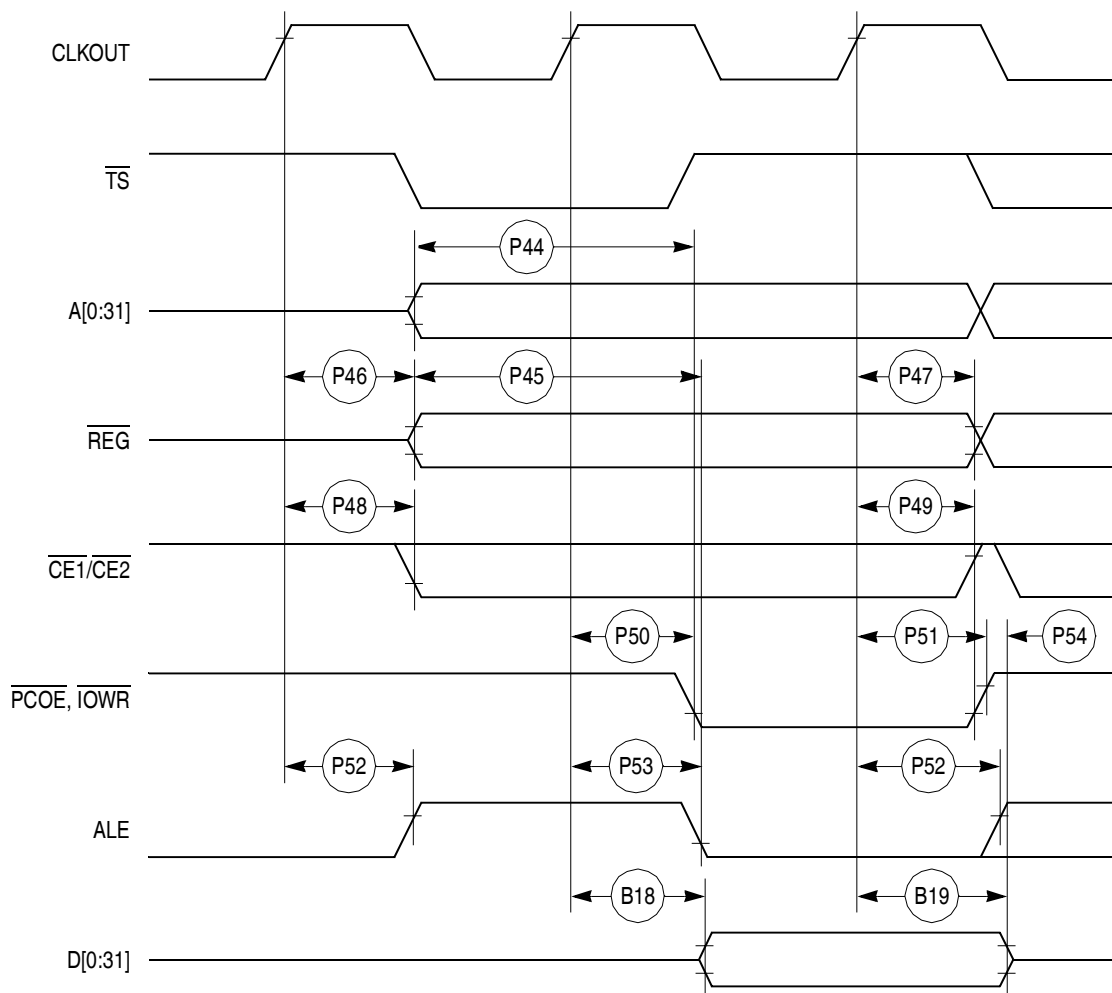 CLKOUT
TS
P44
A[0:31]
P46 P45 P47
REG
P48 P49
CE1/CE2
P50 P51 P54
PCOE, IOWR
P52 P53 P52
ALE
B18 B19
D[0:31]